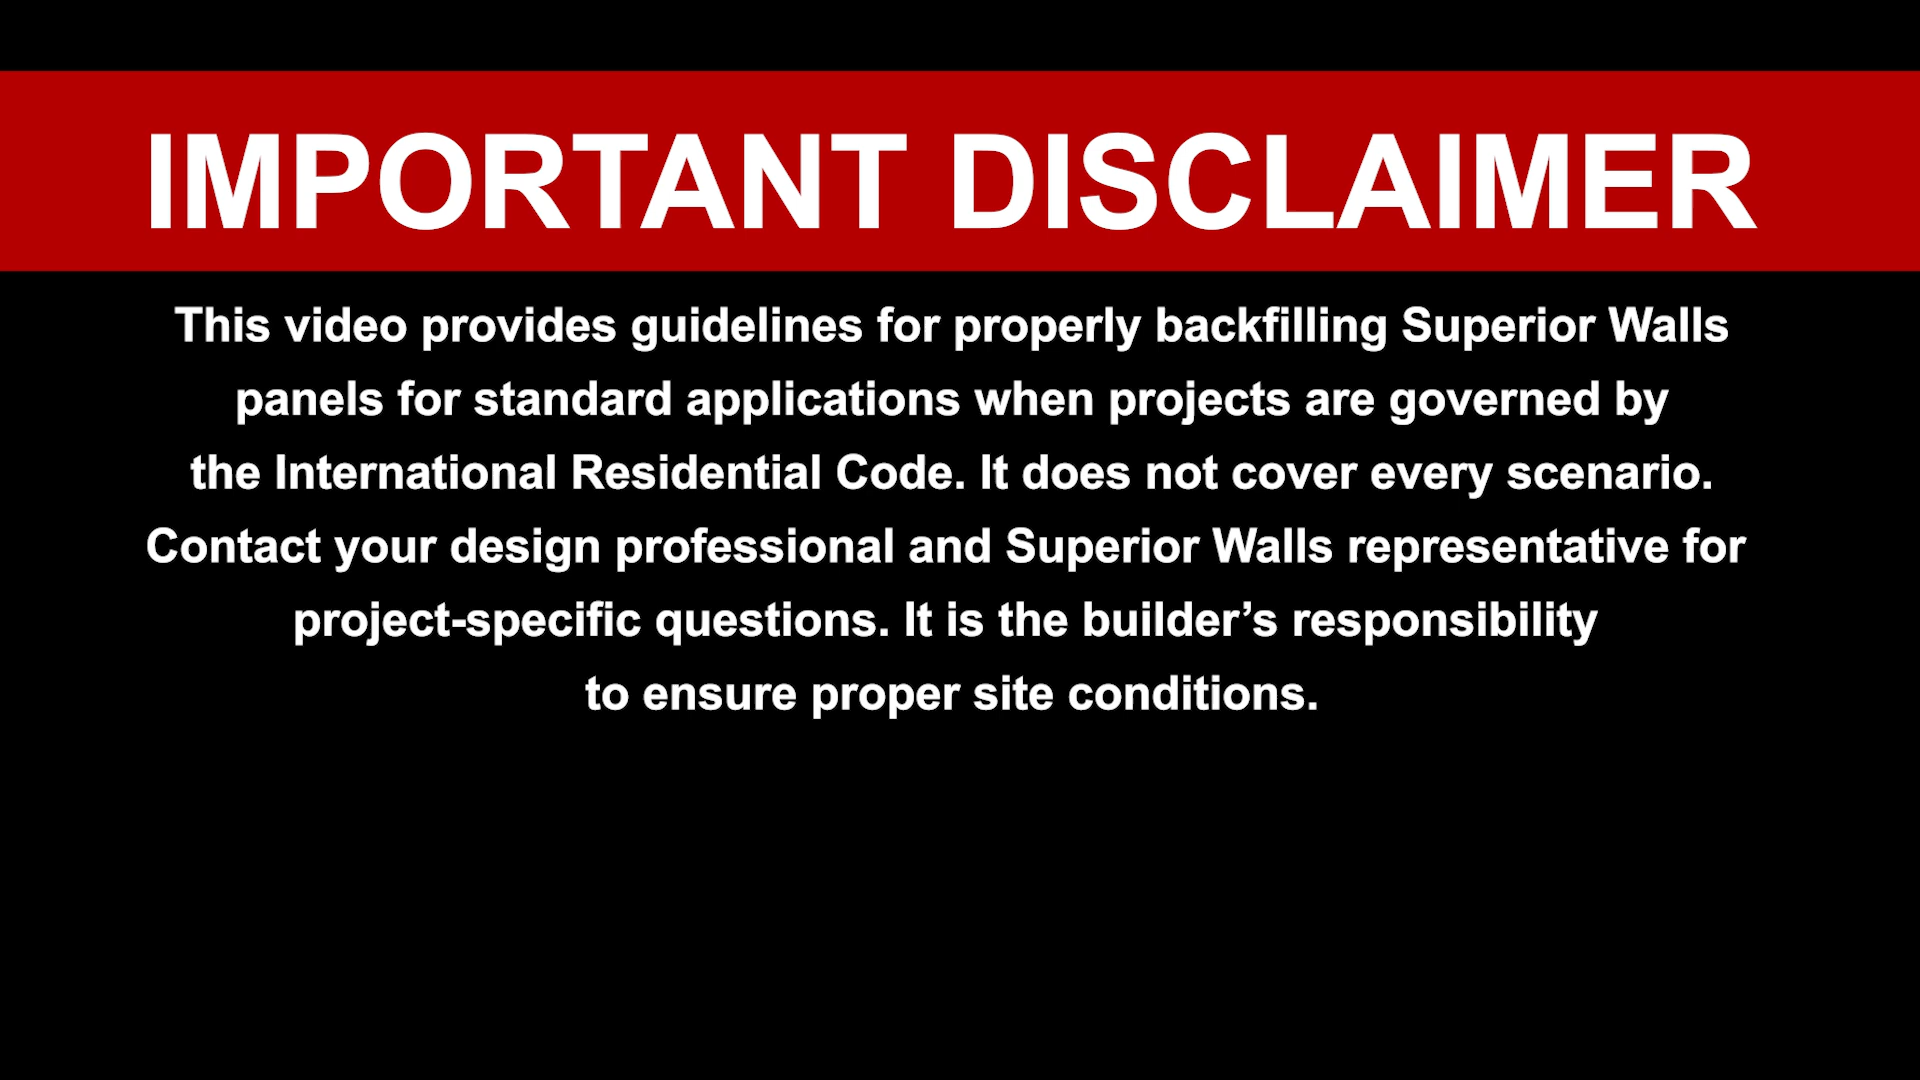 IMPORTANT DISCLAIMER
This video provides guidelines for properly backfilling Superior Walls
panels for standard applications when projects are governed by
the International Residential Code. It does not cover every scenario.
Contact your design professional and Superior Walls representative for
project-specific questions. It is the builder’s responsibility
to ensure proper site conditions.